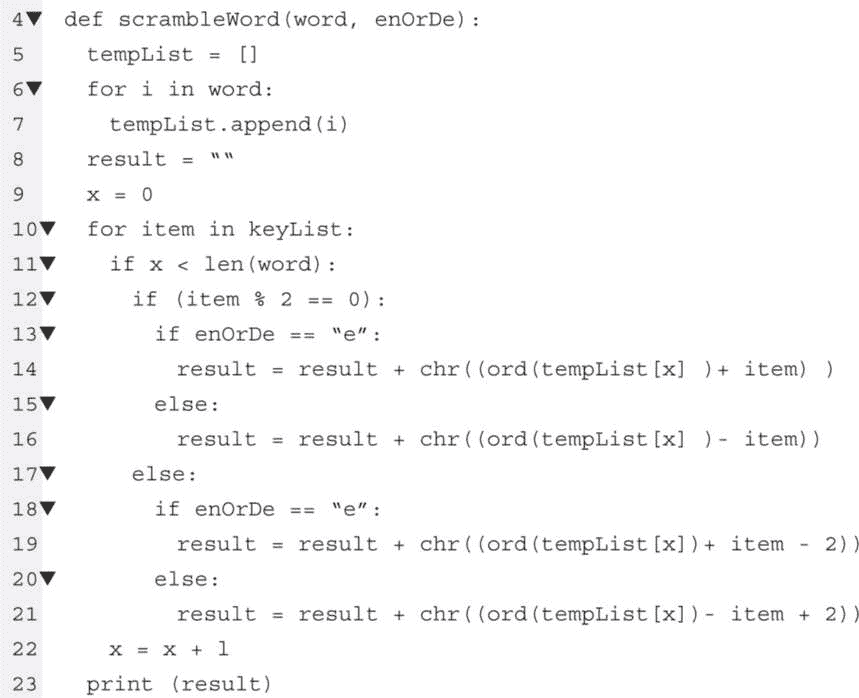 4▼ def scrambleWord(word, enOrDe):
5 tempList = []
6▼ for i in word:
7 tempList.append(i)
8 result = “‟
9 x = 0
10▼ for item in keyList:
11▼ if x < len(word):
12▼ if (item % 2 == 0):
13▼ if enOrDe == “e”:
14 result = result + chr((ord(tempList[x] )+ item) )
15▼ else:
16 result = result + chr((ord(tempList[x] )- item))
17▼ else:
18▼ if enOrDe == “e”:
19 result = result + chr((ord(tempList[x])+ item - 2))
20▼ else:
21 result = result + chr((ord(tempList[x])- item + 2))
22 x = x + 1
23 print (result)